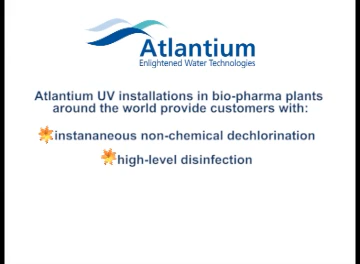 Atlantium
Enlightened Water Technologies
Atlantium UV installations in bio-pharma plants
around the world provide customers with:
instananeous non-chemical dechlorination
high-level disinfection